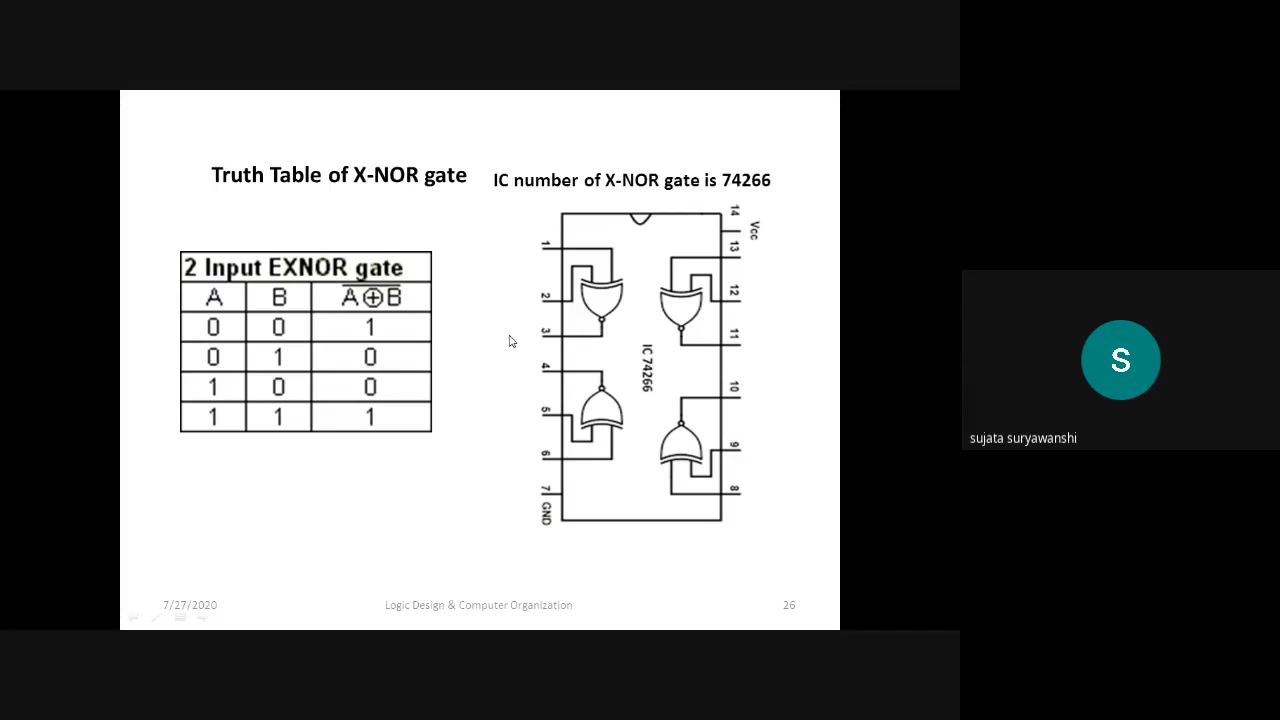 Truth Table of X-NOR gate
IC number of X-NOR gate is 74266
2 Input EXNOR gate
A B A⊕B
0 0 1
0 1 0
1 0 0
1 1 1
1
2
3
4
5
6
7 GND
14 Vcc
13
12
11
10
9
8
IC 74266
S
sujata suryawanshi
7/27/2020 Logic Design & Computer Organization 26